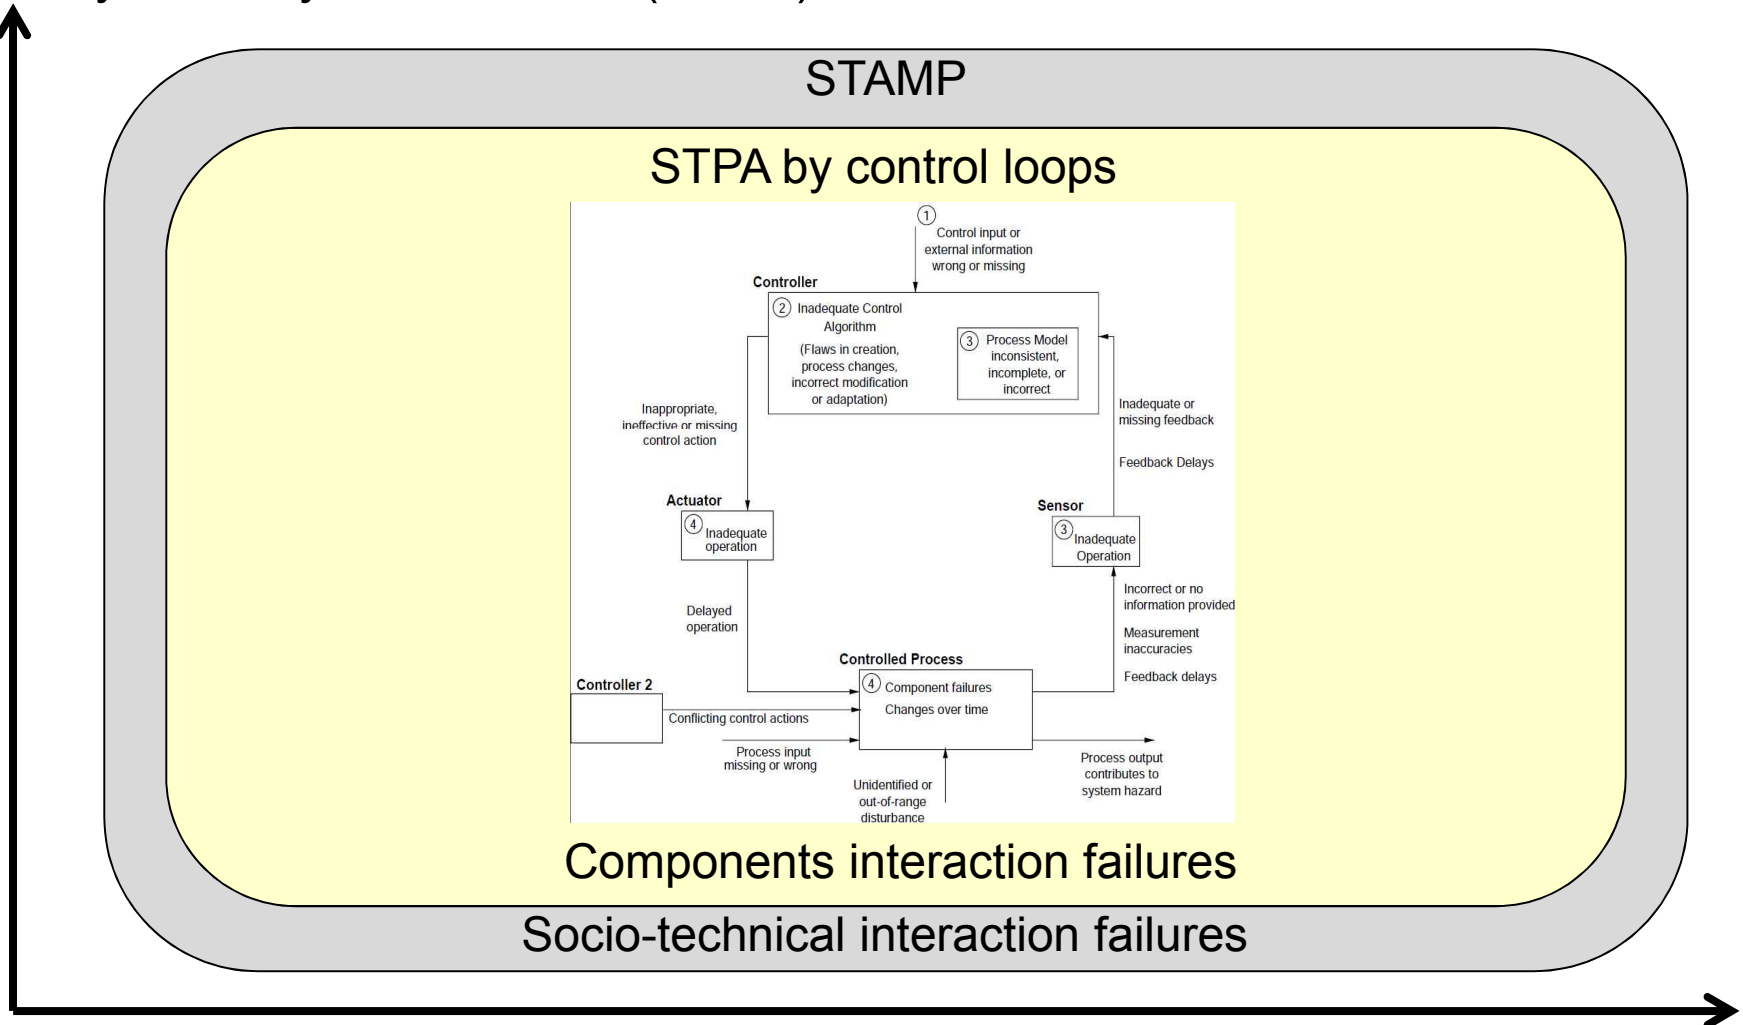 STAMP
STPA by control loops
1
Control input or
external information
wrong or missing
Controller
2 Inadequate Control
Algorithm
(Flaws in creation,
process changes,
incorrect modification
or adaptation)
3 Process Model
inconsistent,
incomplete, or
incorrect
Inappropriate,
ineffective or missing
control action
Inadequate or
missing feedback
Feedback Delays
Actuator
4 Inadequate
operation
Sensor
3 Inadequate
Operation
Delayed
operation
Incorrect or no
information provided
Measurement
inaccuracies
Feedback delays
Controlled Process
4 Component failures
Changes over time
Controller 2
Conflicting control actions
Process input
missing or wrong
Unidentified or
out-of-range
disturbance
Process output
contributes to
system hazard
Components interaction failures
Socio-technical interaction failures